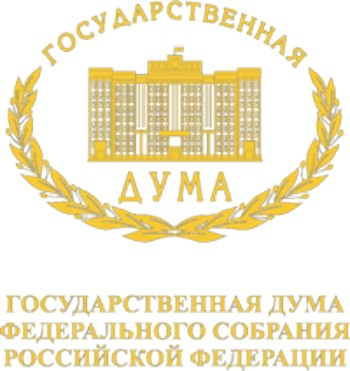 ГОСУДАРСТВЕННАЯ
ДУМА
ГОСУДАРСТВЕННАЯ ДУМА
ФЕДЕРАЛЬНОГО СОБРАНИЯ
РОССИЙСКОЙ ФЕДЕРАЦИИ